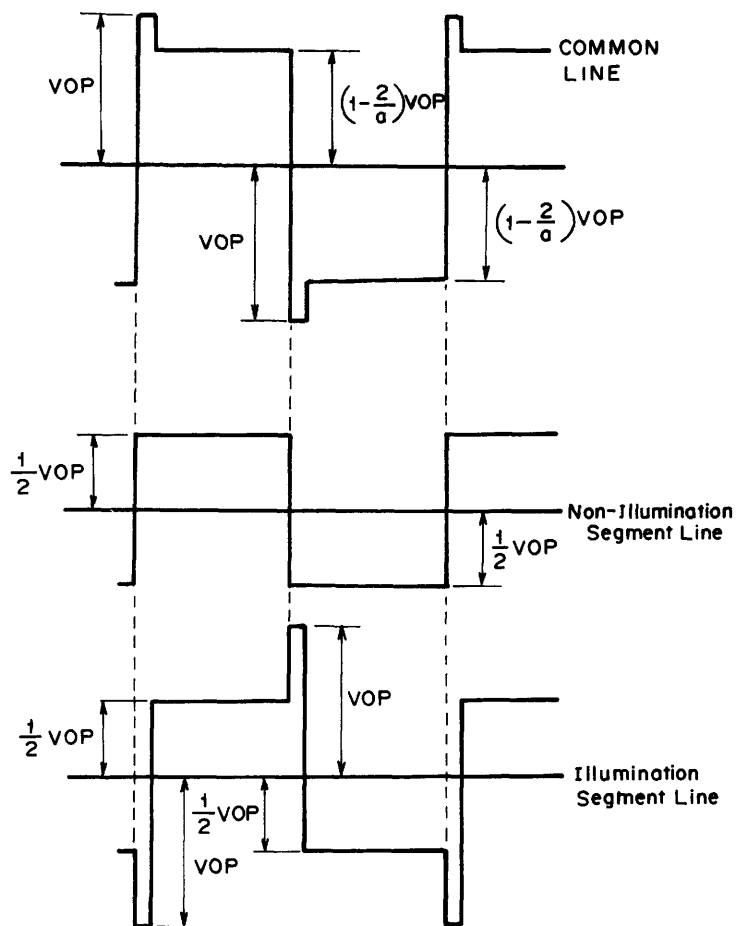 VOP
(1-2/a)VOP
COMMON
LINE
VOP
(1-2/a)VOP
1/2 VOP
Non-Illumination
Segment Line
1/2 VOP
VOP
1/2 VOP
1/2 VOP
Illumination
Segment Line
VOP